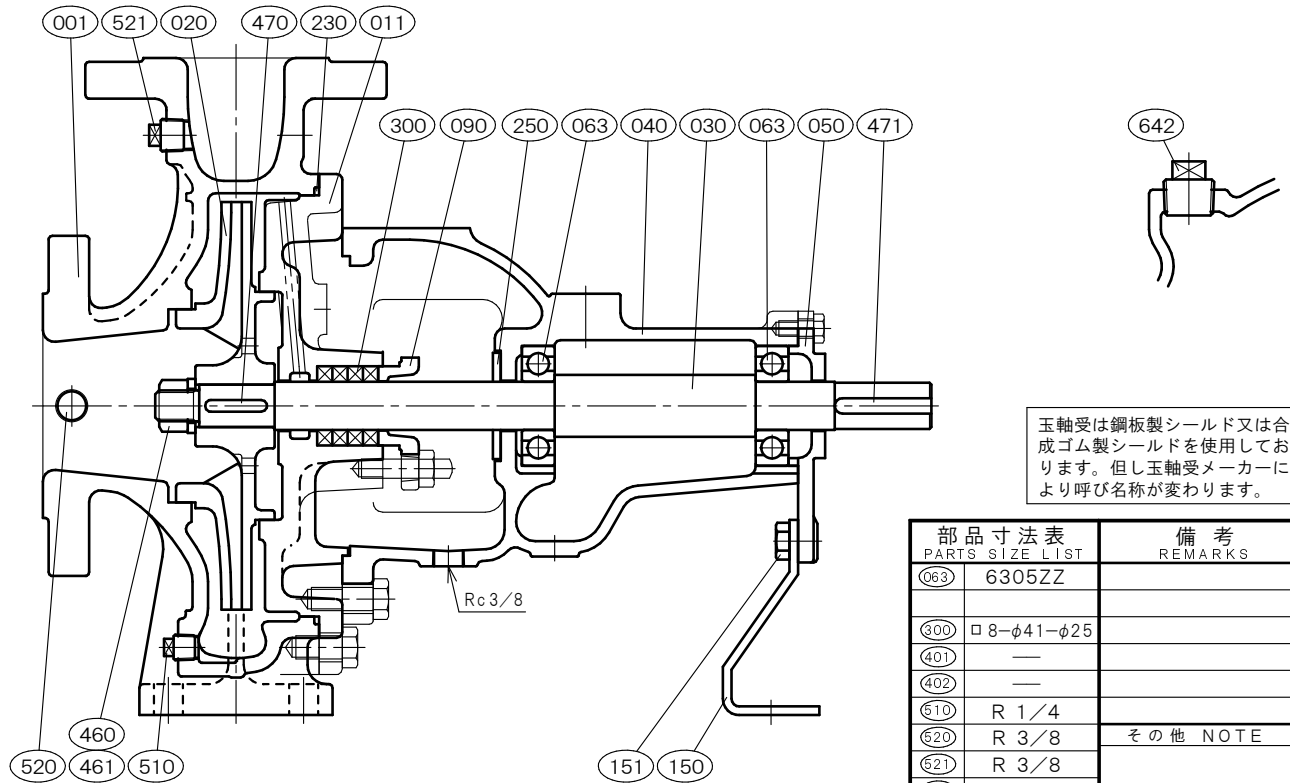 001 521 020 470 230 011
300 090 250 063 040 030 063 050 471
642
玉軸受は鋼板製シールド又は合
成ゴム製シールドを使用してお
ります。但し玉軸受メーカーに
より呼び名称が変わります。
部品寸法表 備考
PARTS SIZE LIST REMARKS
063 6305ZZ
300 □8-φ41-φ25
401 —
402 —
510 R 1/4
520 R 3/8 その他 NOTE
521 R 3/8
Rc3/8
460
520 461 510 151 150